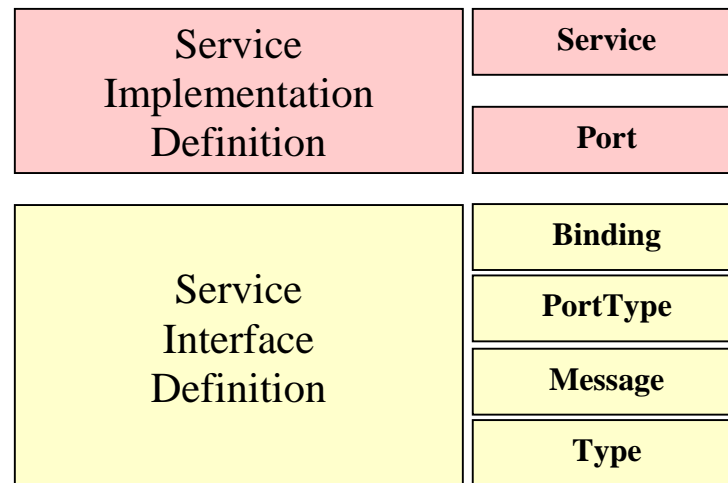 Service
Implementation
Definition
Service
Port
Service
Interface
Definition
Binding
PortType
Message
Type